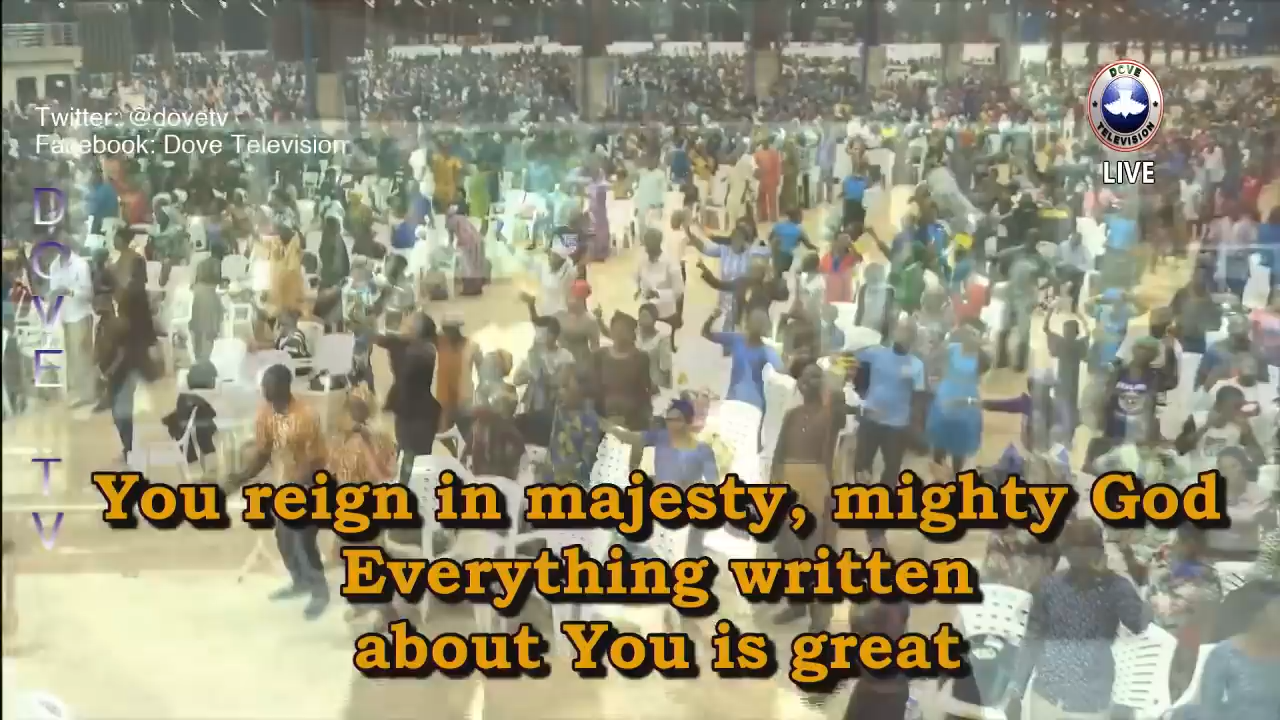 Twitter: @dovetv
Facebook: Dove Television
DOVE
TELEVISION
LIVE
DOVE TV
You reign in majesty, mighty God
Everything written
about You is great